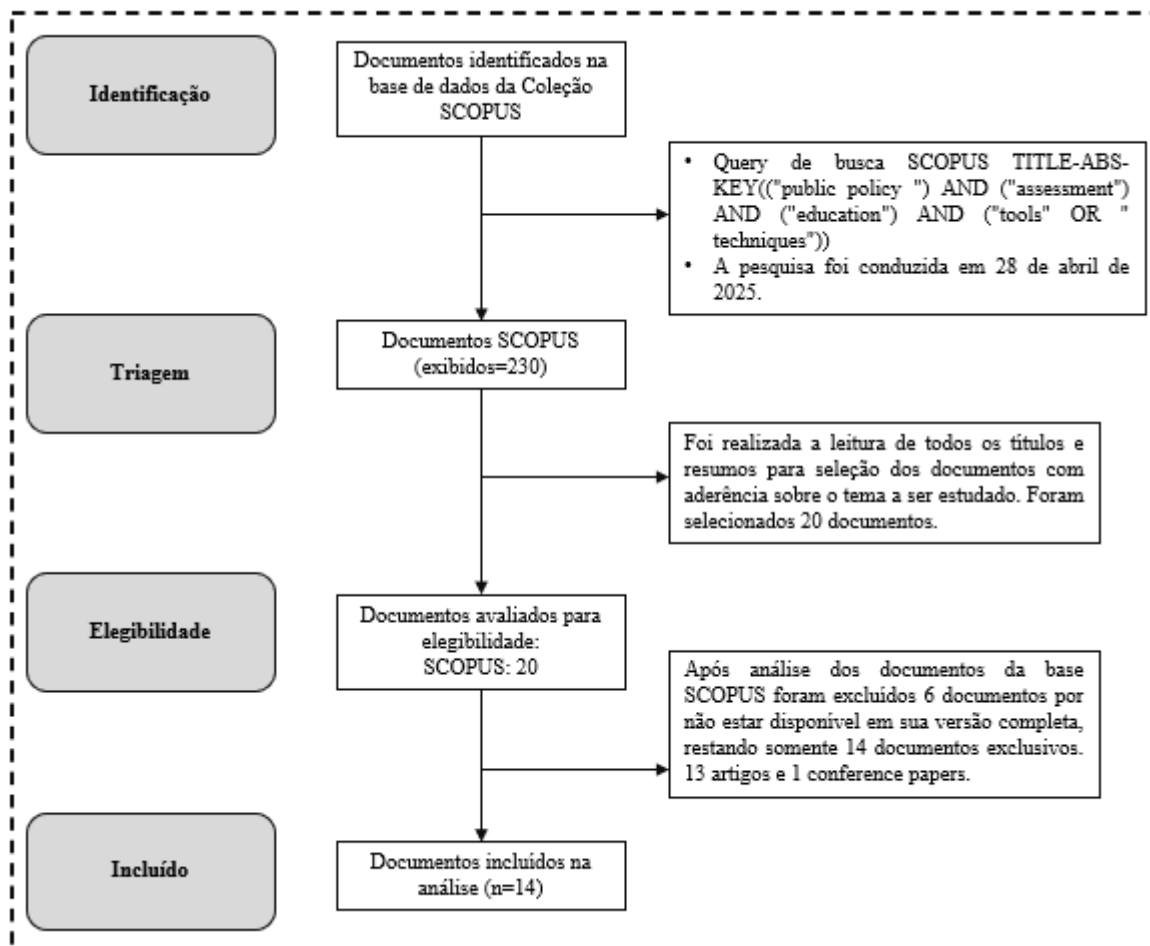 Identificação
Documentos identificados na
base de dados da Coleção
SCOPUS
• Query de busca SCOPUS TITLE-ABS-
KEY(("public policy ") AND ("assessment")
AND ("education") AND ("tools" OR "
techniques"))
• A pesquisa foi conduzida em 28 de abril de
2025.
Triagem
Documentos SCOPUS
(exibidos=230)
Foi realizada a leitura de todos os títulos e
resumos para seleção dos documentos com
aderência sobre o tema a ser estudado. Foram
selecionados 20 documentos.
Elegibilidade
Documentos avaliados para
elegibilidade:
SCOPUS: 20
Após análise dos documentos da base
SCOPUS foram excluídos 6 documentos por
não estar disponível em sua versão completa,
restando somente 14 documentos exclusivos.
13 artigos e 1 conference papers.
Incluído
Documentos incluídos na
análise (n=14)